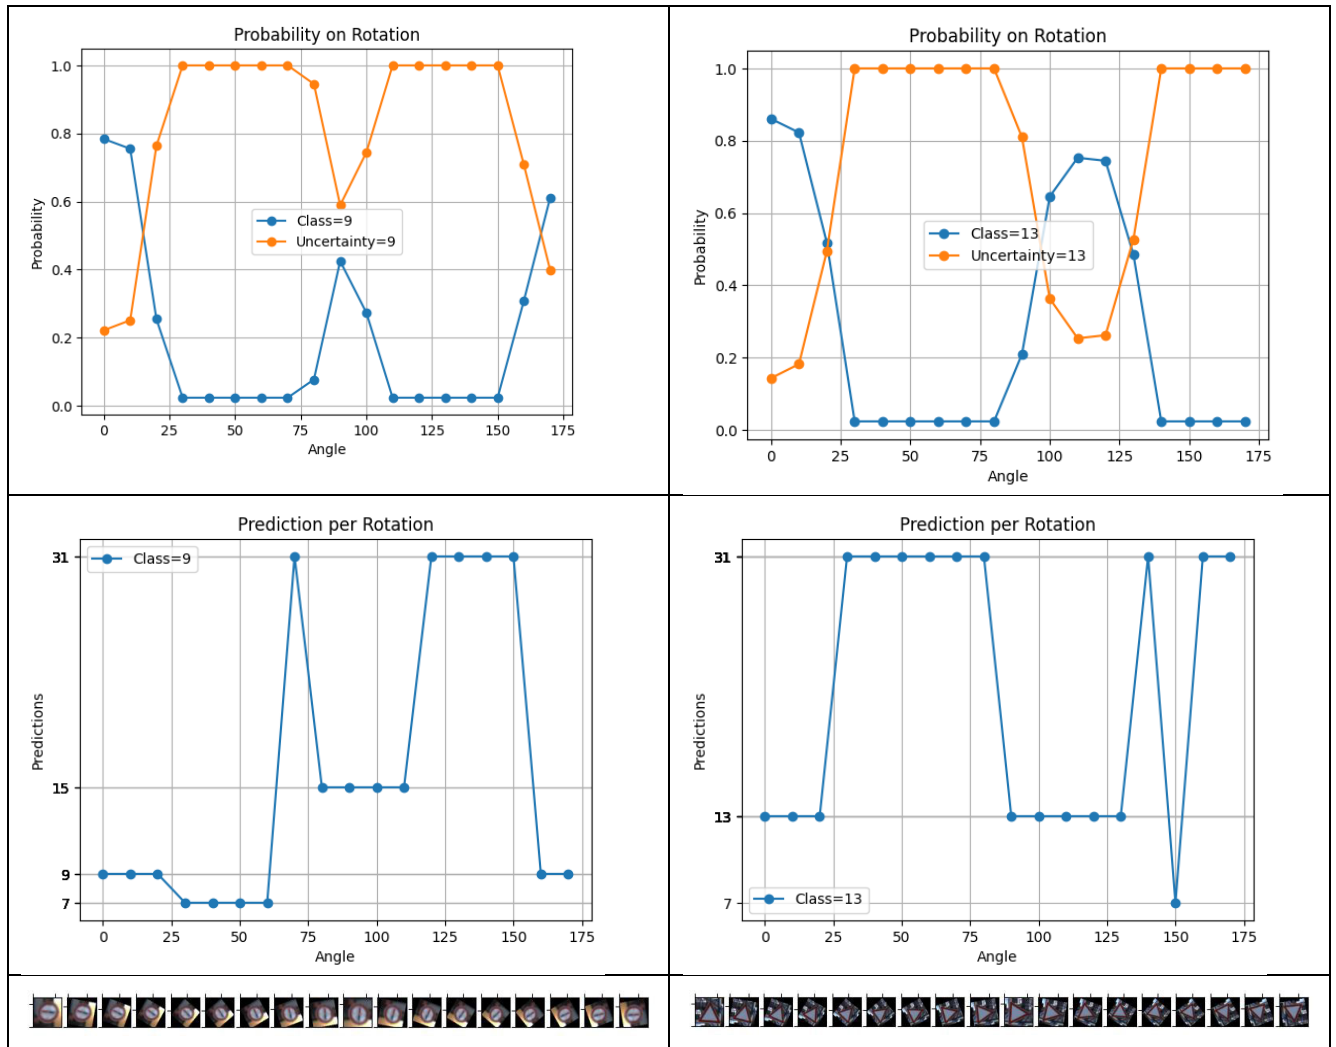 Probability on Rotation
1.0
0.8
0.6
0.4
0.2
0.0
Probability
Class=9
Uncertainty=9
0 25 50 75 100 125 150 175
Angle
Probability on Rotation
1.0
0.8
0.6
0.4
0.2
0.0
Probability
Class=13
Uncertainty=13
0 25 50 75 100 125 150 175
Angle
Prediction per Rotation
31
15
9
7
Predictions
Class=9
0 25 50 75 100 125 150 175
Angle
Prediction per Rotation
31
13
7
Predictions
Class=13
0 25 50 75 100 125 150 175
Angle